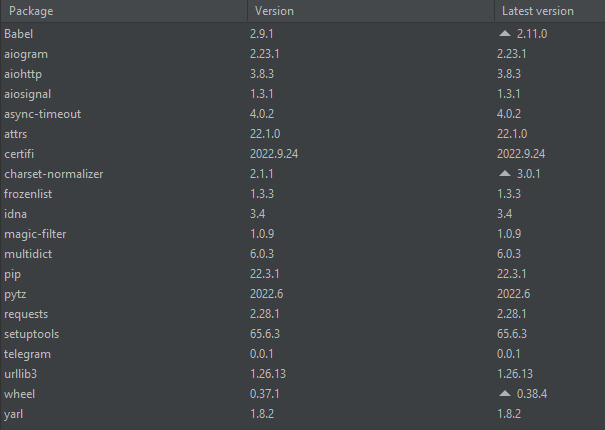 Package Version Latest version
Babel 2.9.1 2.11.0
aiogram 2.23.1 2.23.1
aiohttp 3.8.3 3.8.3
aiosignal 1.3.1 1.3.1
async-timeout 4.0.2 4.0.2
attrs 22.1.0 22.1.0
certifi 2022.9.24 2022.9.24
charset-normalizer 2.1.1 3.0.1
frozenlist 1.3.3 1.3.3
idna 3.4 3.4
magic-filter 1.0.9 1.0.9
multidict 6.0.3 6.0.3
pip 22.3.1 22.3.1
pytz 2022.6 2022.6
requests 2.28.1 2.28.1
setuptools 65.6.3 65.6.3
telegram 0.0.1 0.0.1
urllib3 1.26.13 1.26.13
wheel 0.37.1 0.38.4
yarl 1.8.2 1.8.2